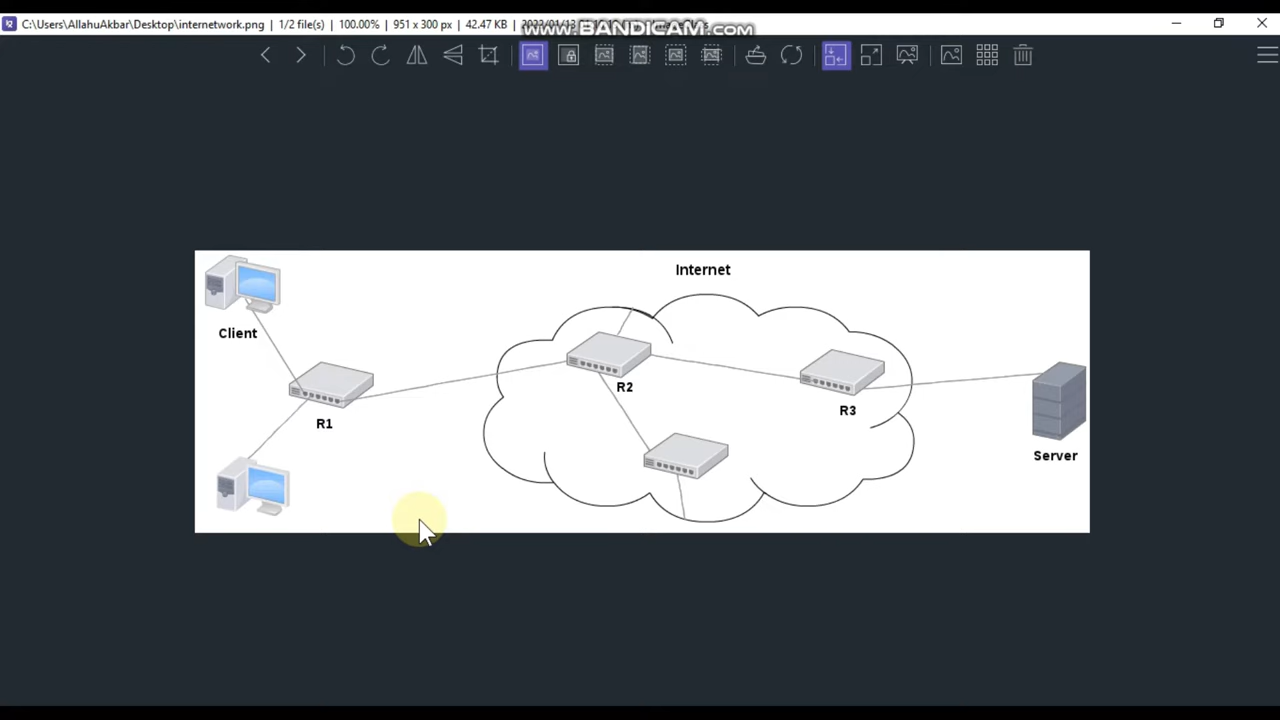 C:\Users\AllahuAkbar\Desktop\internetwork.png | 1/2 file(s) | 100.00% | 951 x 300 px | 42.47 KB |
www.BANDICAM.com
Internet
Client
R2
R3
R1
Server